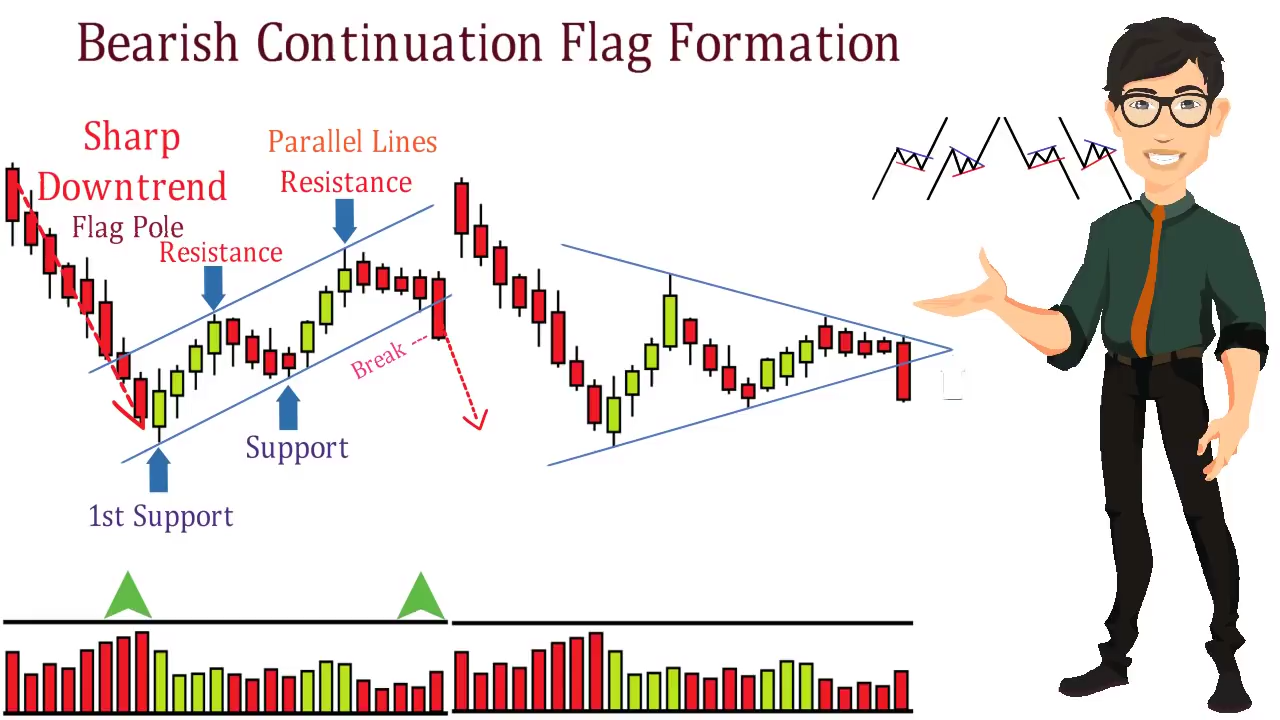 Bearish Continuation Flag Formation
Sharp
Downtrend
Flag Pole
Resistance
Parallel Lines
Resistance
Break ---
Support
1st Support